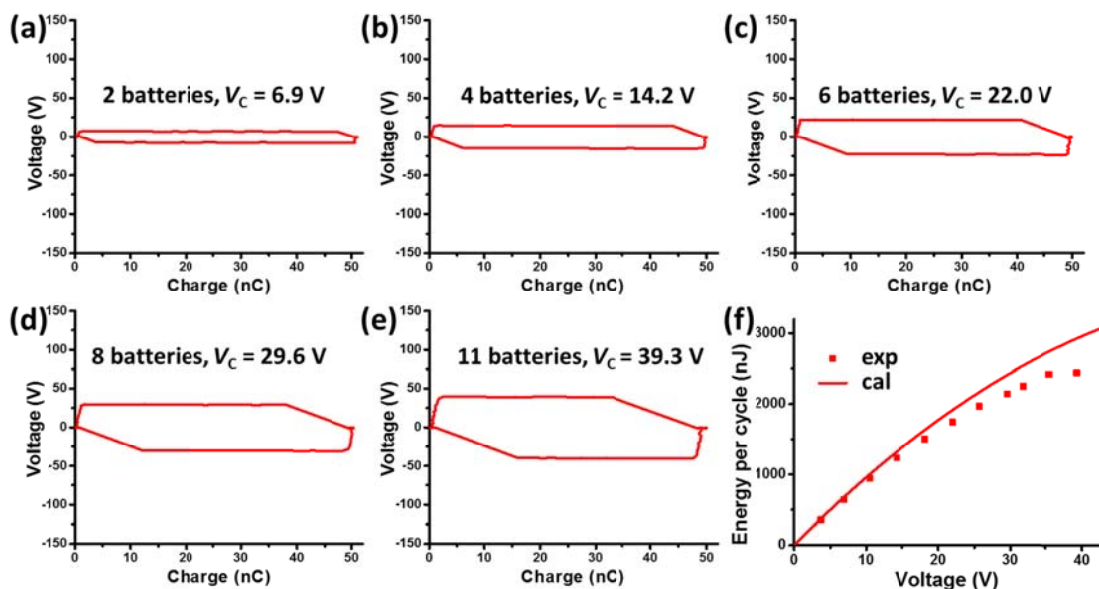 (a)
150
100
50
0
-50
-100
-150
Voltage (V)
2 batteries, VC = 6.9 V
0 10 20 30 40 50
Charge (nC)
(b)
150
100
50
0
-50
-100
-150
Voltage (V)
4 batteries, VC = 14.2 V
0 10 20 30 40 50
Charge (nC)
(c)
150
100
50
0
-50
-100
-150
Voltage (V)
6 batteries, VC = 22.0 V
0 10 20 30 40 50
Charge (nC)
(d)
150
100
50
0
-50
-100
-150
Voltage (V)
8 batteries, VC = 29.6 V
0 10 20 30 40 50
Charge (nC)
(e)
150
100
50
0
-50
-100
-150
Voltage (V)
11 batteries, VC = 39.3 V
0 10 20 30 40 50
Charge (nC)
(f)
3000
2000
1000
0
Energy per cycle (nJ)
exp
cal
0 10 20 30 40
Voltage (V)